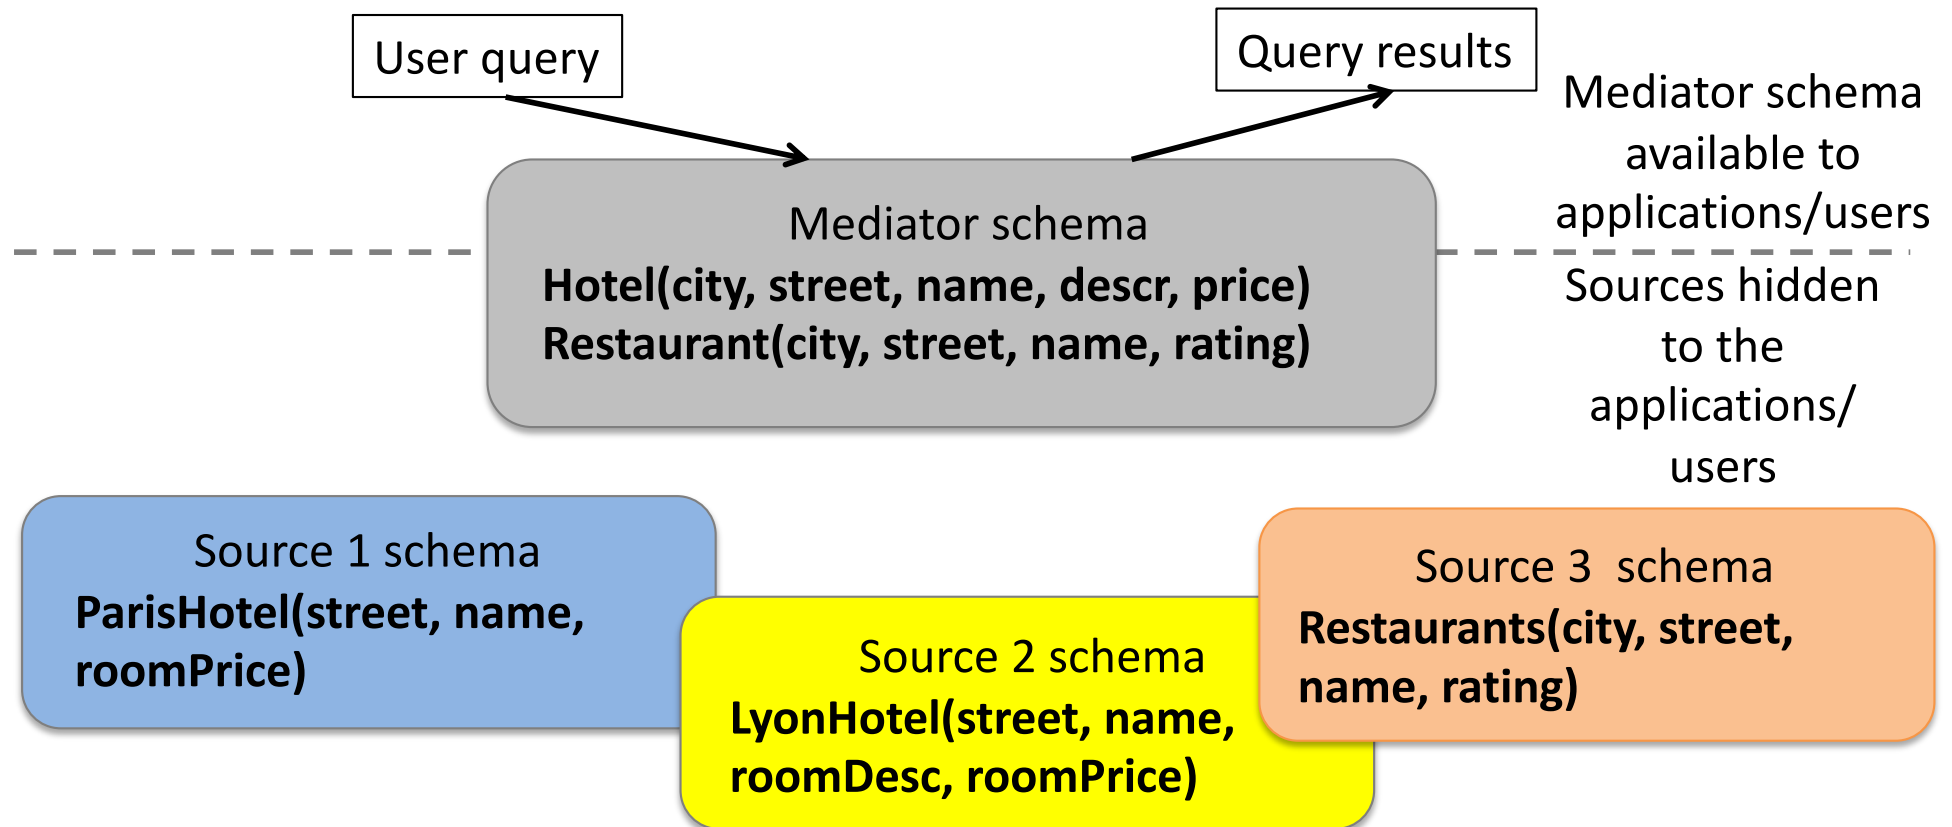 User query
Query results
Mediator schema
available to
applications/users
Mediator schema
Hotel(city, street, name, descr, price)
Restaurant(city, street, name, rating)
Sources hidden
to the
applications/
users
Source 1 schema
ParisHotel(street, name,
roomPrice)
Source 2 schema
LyonHotel(street, name,
roomDesc, roomPrice)
Source 3  schema
Restaurants(city, street,
name, rating)